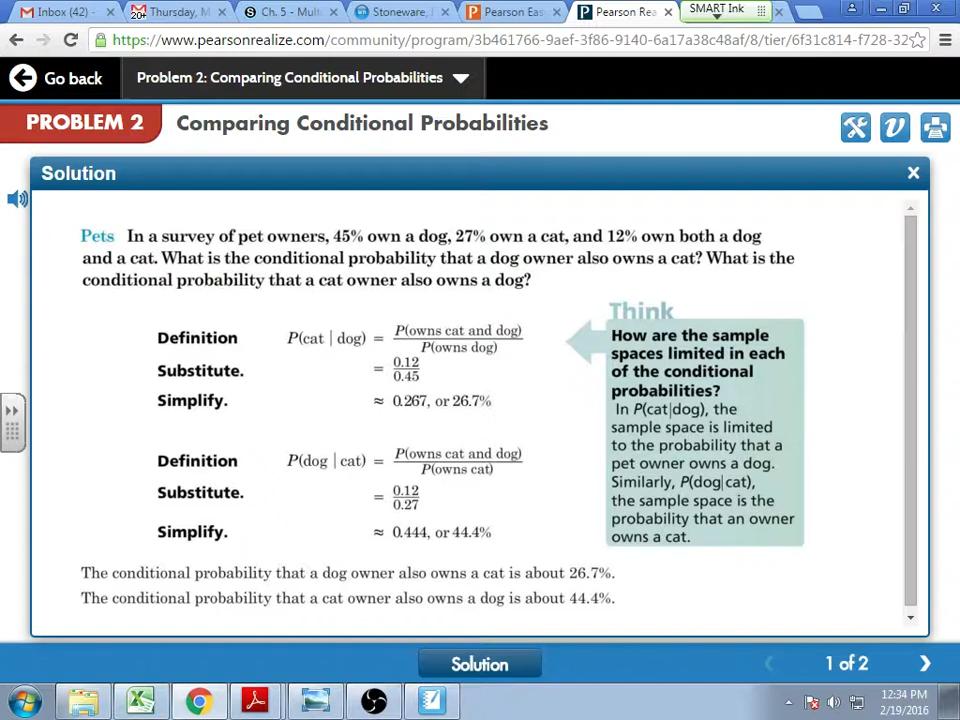 Inbox (42) -
Thursday, M
Ch. 5 - Mult
Stoneware, I
Pearson Eas
Pearson Rea
SMART Ink
20+
https://www.pearsonrealize.com/community/program/3b461766-9aef-3f86-9140-6a17a38c48af/8/tier/6f31c814-f728-32
Go back
Problem 2: Comparing Conditional Probabilities
PROBLEM 2
Comparing Conditional Probabilities
Solution
Pets In a survey of pet owners, 45% own a dog, 27% own a cat, and 12% own both a dog
and a cat. What is the conditional probability that a dog owner also owns a cat? What is the
conditional probability that a cat owner also owns a dog?
Definition P(cat | dog) = P(owns cat and dog)
P(owns dog)
Substitute. = 0.12
0.45
Simplify. ≈ 0.267, or 26.7%
Definition P(dog | cat) = P(owns cat and dog)
P(owns cat)
Substitute. = 0.12
0.27
Simplify. ≈ 0.444, or 44.4%
Think
How are the sample
spaces limited in each
of the conditional
probabilities?
In P(cat|dog), the
sample space is limited
to the probability that a
pet owner owns a dog.
Similarly, P(dog|cat),
the sample space is the
probability that an owner
owns a cat.
The conditional probability that a dog owner also owns a cat is about 26.7%.
The conditional probability that a cat owner also owns a dog is about 44.4%.
Solution
1 of 2
12:34 PM
2/19/2016